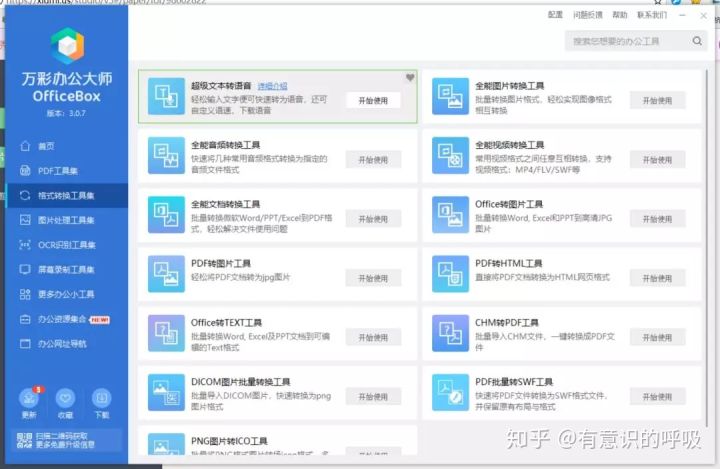 https://xiumi.us/studio/v5#/paper/for/98062822
配置 问题反馈 帮助 联系我们
搜索您想要的办公工具
万彩办公大师
OfficeBox
版本: 3.0.7
首页
PDF工具集
格式转换工具集
图片处理工具集
OCR识别工具集
屏幕录制工具集
更多办公小工具
办公资源集合 NEW!
办公网址导航
5
更新 收藏 下载
扫描二维码获取
更多免费升级信息
超级文本转语音 详细介绍
轻松输入文字便可快速转为语音，还可
自定义语速、下载语音
开始使用
全能图片转换工具
批量转换图片格式，轻松实现图像格式
相互转换
开始使用
全能音频转换工具
快速将几种常用音频格式转换为指定的
音频文件格式
开始使用
全能视频转换工具
常用视频格式之间任意互相转换，支持
视频格式：MP4/FLV/SWF等
开始使用
全能文档转换工具
批量转换微软Word/PPT/Excel到PDF格
式，轻松解决文件使用问题
开始使用
Office转图片工具
批量转换Word, Excel和PPT到高清JPG
图片
开始使用
PDF转图片工具
轻松将PDF文档转为jpg图片
开始使用
PDF转HTML工具
直接将PDF文档转换为HTML网页格式
开始使用
Office转TEXT工具
批量转换Word, Excel及PPT文档到可编
辑的Text格式
开始使用
CHM转PDF工具
批量导入CHM文件，一键转换成PDF文
件
开始使用
DICOM图片批量转换工具
批量导入DICOM图片，快速转换为png
图片格式
开始使用
PDF批量转SWF工具
快速将PDF文件转换为SWF格式文件，
并保留原有布局与格式
开始使用
PNG图片转ICO工具
知乎 @有意识的呼吸